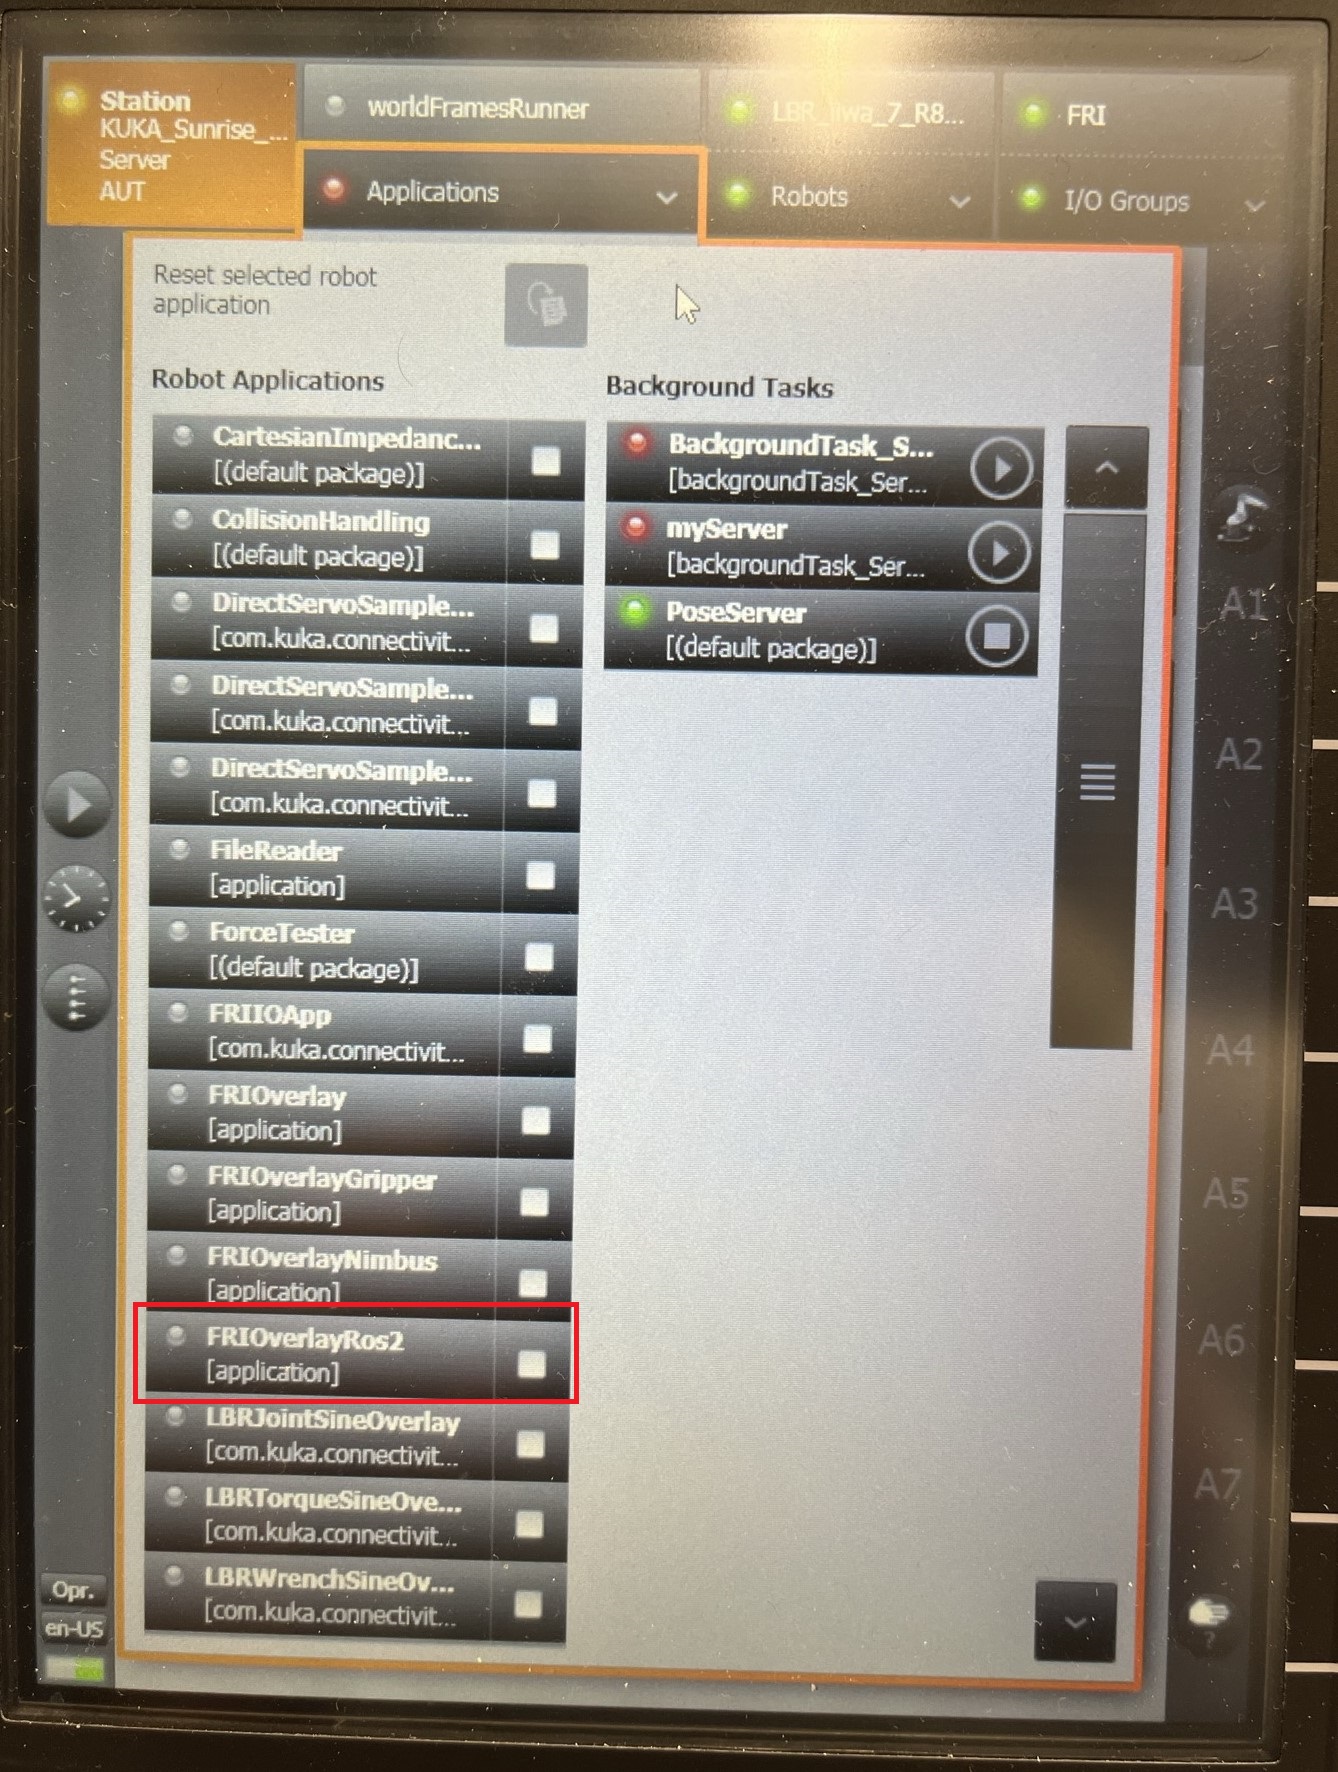 Station
KUKA_Sunrise_...
Server
AUT
worldFramesRunner
Applications
LBR_iiwa_7_R8...
Robots
FRI
I/O Groups
Reset selected robot
application
Robot Applications
CartesianImpedanc...
[(default package)]
CollisionHandling
[(default package)]
DirectServoSample...
[com.kuka.connectivit...
DirectServoSample...
[com.kuka.connectivit...
DirectServoSample...
[com.kuka.connectivit...
FileReader
[application]
ForceTester
[(default package)]
FRIIOApp
[com.kuka.connectivit...
FRIOverlay
[application]
FRIOverlayGripper
[application]
FRIOverlayNimbus
[application]
FRIOverlayRos2
[application]
LBRJointSineOverlay
[com.kuka.connectivit...
LBRTorqueSineOve...
[com.kuka.connectivit...
LBRWrenchSineOv...
[com.kuka.connectivit...
Background Tasks
BackgroundTask_S...
[backgroundTask_Ser...
myServer
[backgroundTask_Ser...
PoseServer
[(default package)]
A1
A2
A3
A4
A5
A6
A7
?
Opr.
en-US